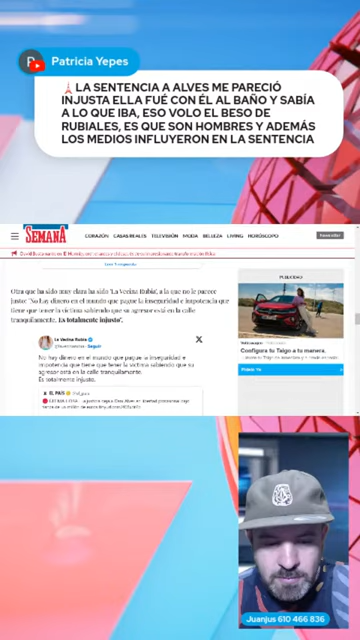 Patricia Yepes
🗼LA SENTENCIA A ALVES ME PARECIÓ
INJUSTA ELLA FUÉ CON ÉL AL BAÑO Y SABÍA
A LO QUE IBA, ESO VOLO EL BESO DE
RUBIALES, ES QUE SON HOMBRES Y ADEMÁS
LOS MEDIOS INFLUYERON EN LA SENTENCIA
SEMANA
CORAZÓN CASAS REALES TELEVISIÓN MODA BELLEZA LIVING HORÓSCOPO
Otra que ha sido muy clara ha sido 'La Vecina Rubia', a la que no le parece
justo: "No hay dinero en el mundo que pague la inseguridad e impotencia que
tiene que tener la víctima sabiendo que su agresor está en la calle
tranquilamente. Es totalmente injusto".
PUBLICIDAD
La Vecina Rubia
Seguir
No hay dinero en el mundo que pague la inseguridad e
impotencia que tiene que tener la víctima sabiendo que su
agresor está en la calle tranquilamente.
Es totalmente injusto.
EL PAÍS
Configura tu Taigo a tu manera.
Juanjus 610 466 836